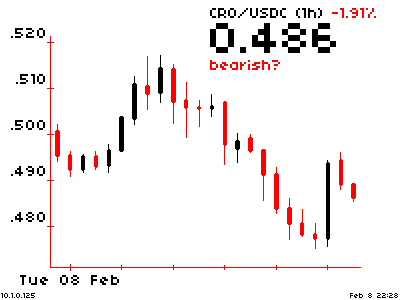 CRO/USDC (1h) -1.91%
0.486
bearish?
.520
.510
.500
.490
.480
Tue 08 Feb
10.1.0.125
Feb 8 22:28